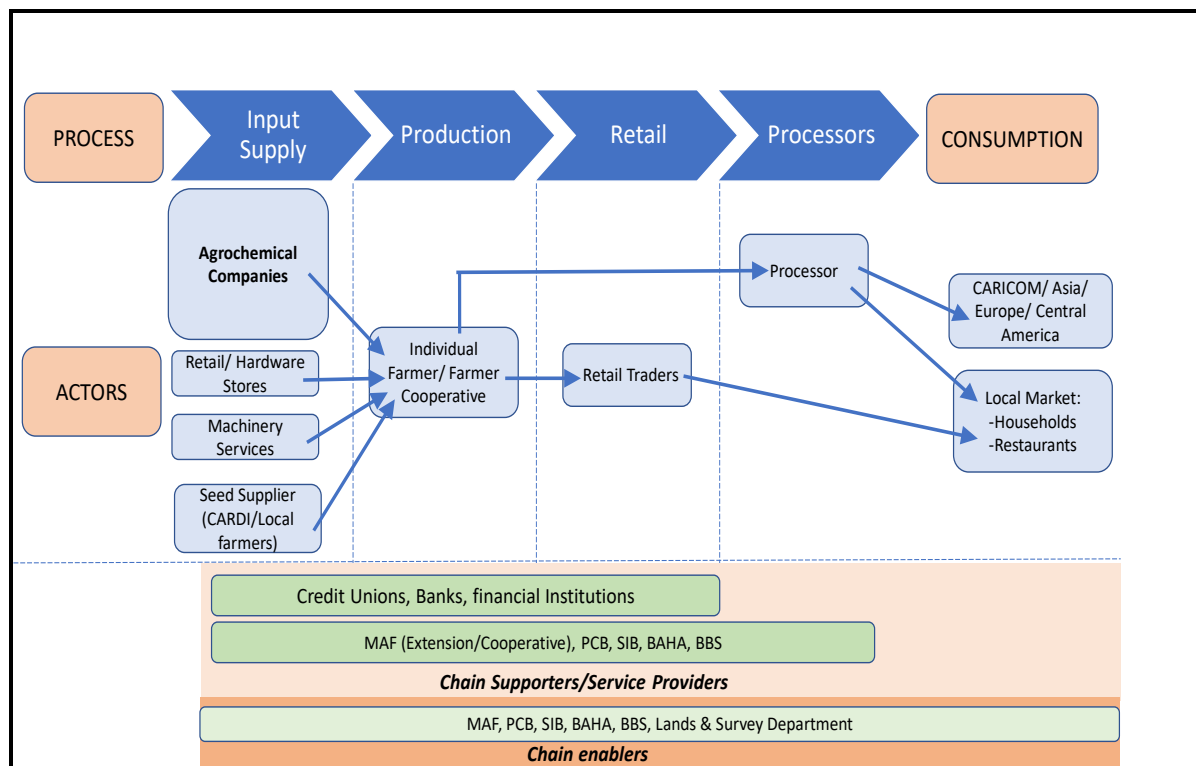 PROCESS
Input
Supply
Production
Retail
Processors
CONSUMPTION
ACTORS
Agrochemical
Companies
Retail/ Hardware
Stores
Machinery
Services
Seed Supplier
(CARDI/Local
farmers)
Individual
Farmer/ Farmer
Cooperative
Retail Traders
Processor
CARICOM/ Asia/
Europe/ Central
America
Local Market:
-Households
-Restaurants
Credit Unions, Banks, financial Institutions
MAF (Extension/Cooperative), PCB, SIB, BAHA, BBS
Chain Supporters/Service Providers
MAF, PCB, SIB, BAHA, BBS, Lands & Survey Department
Chain enablers